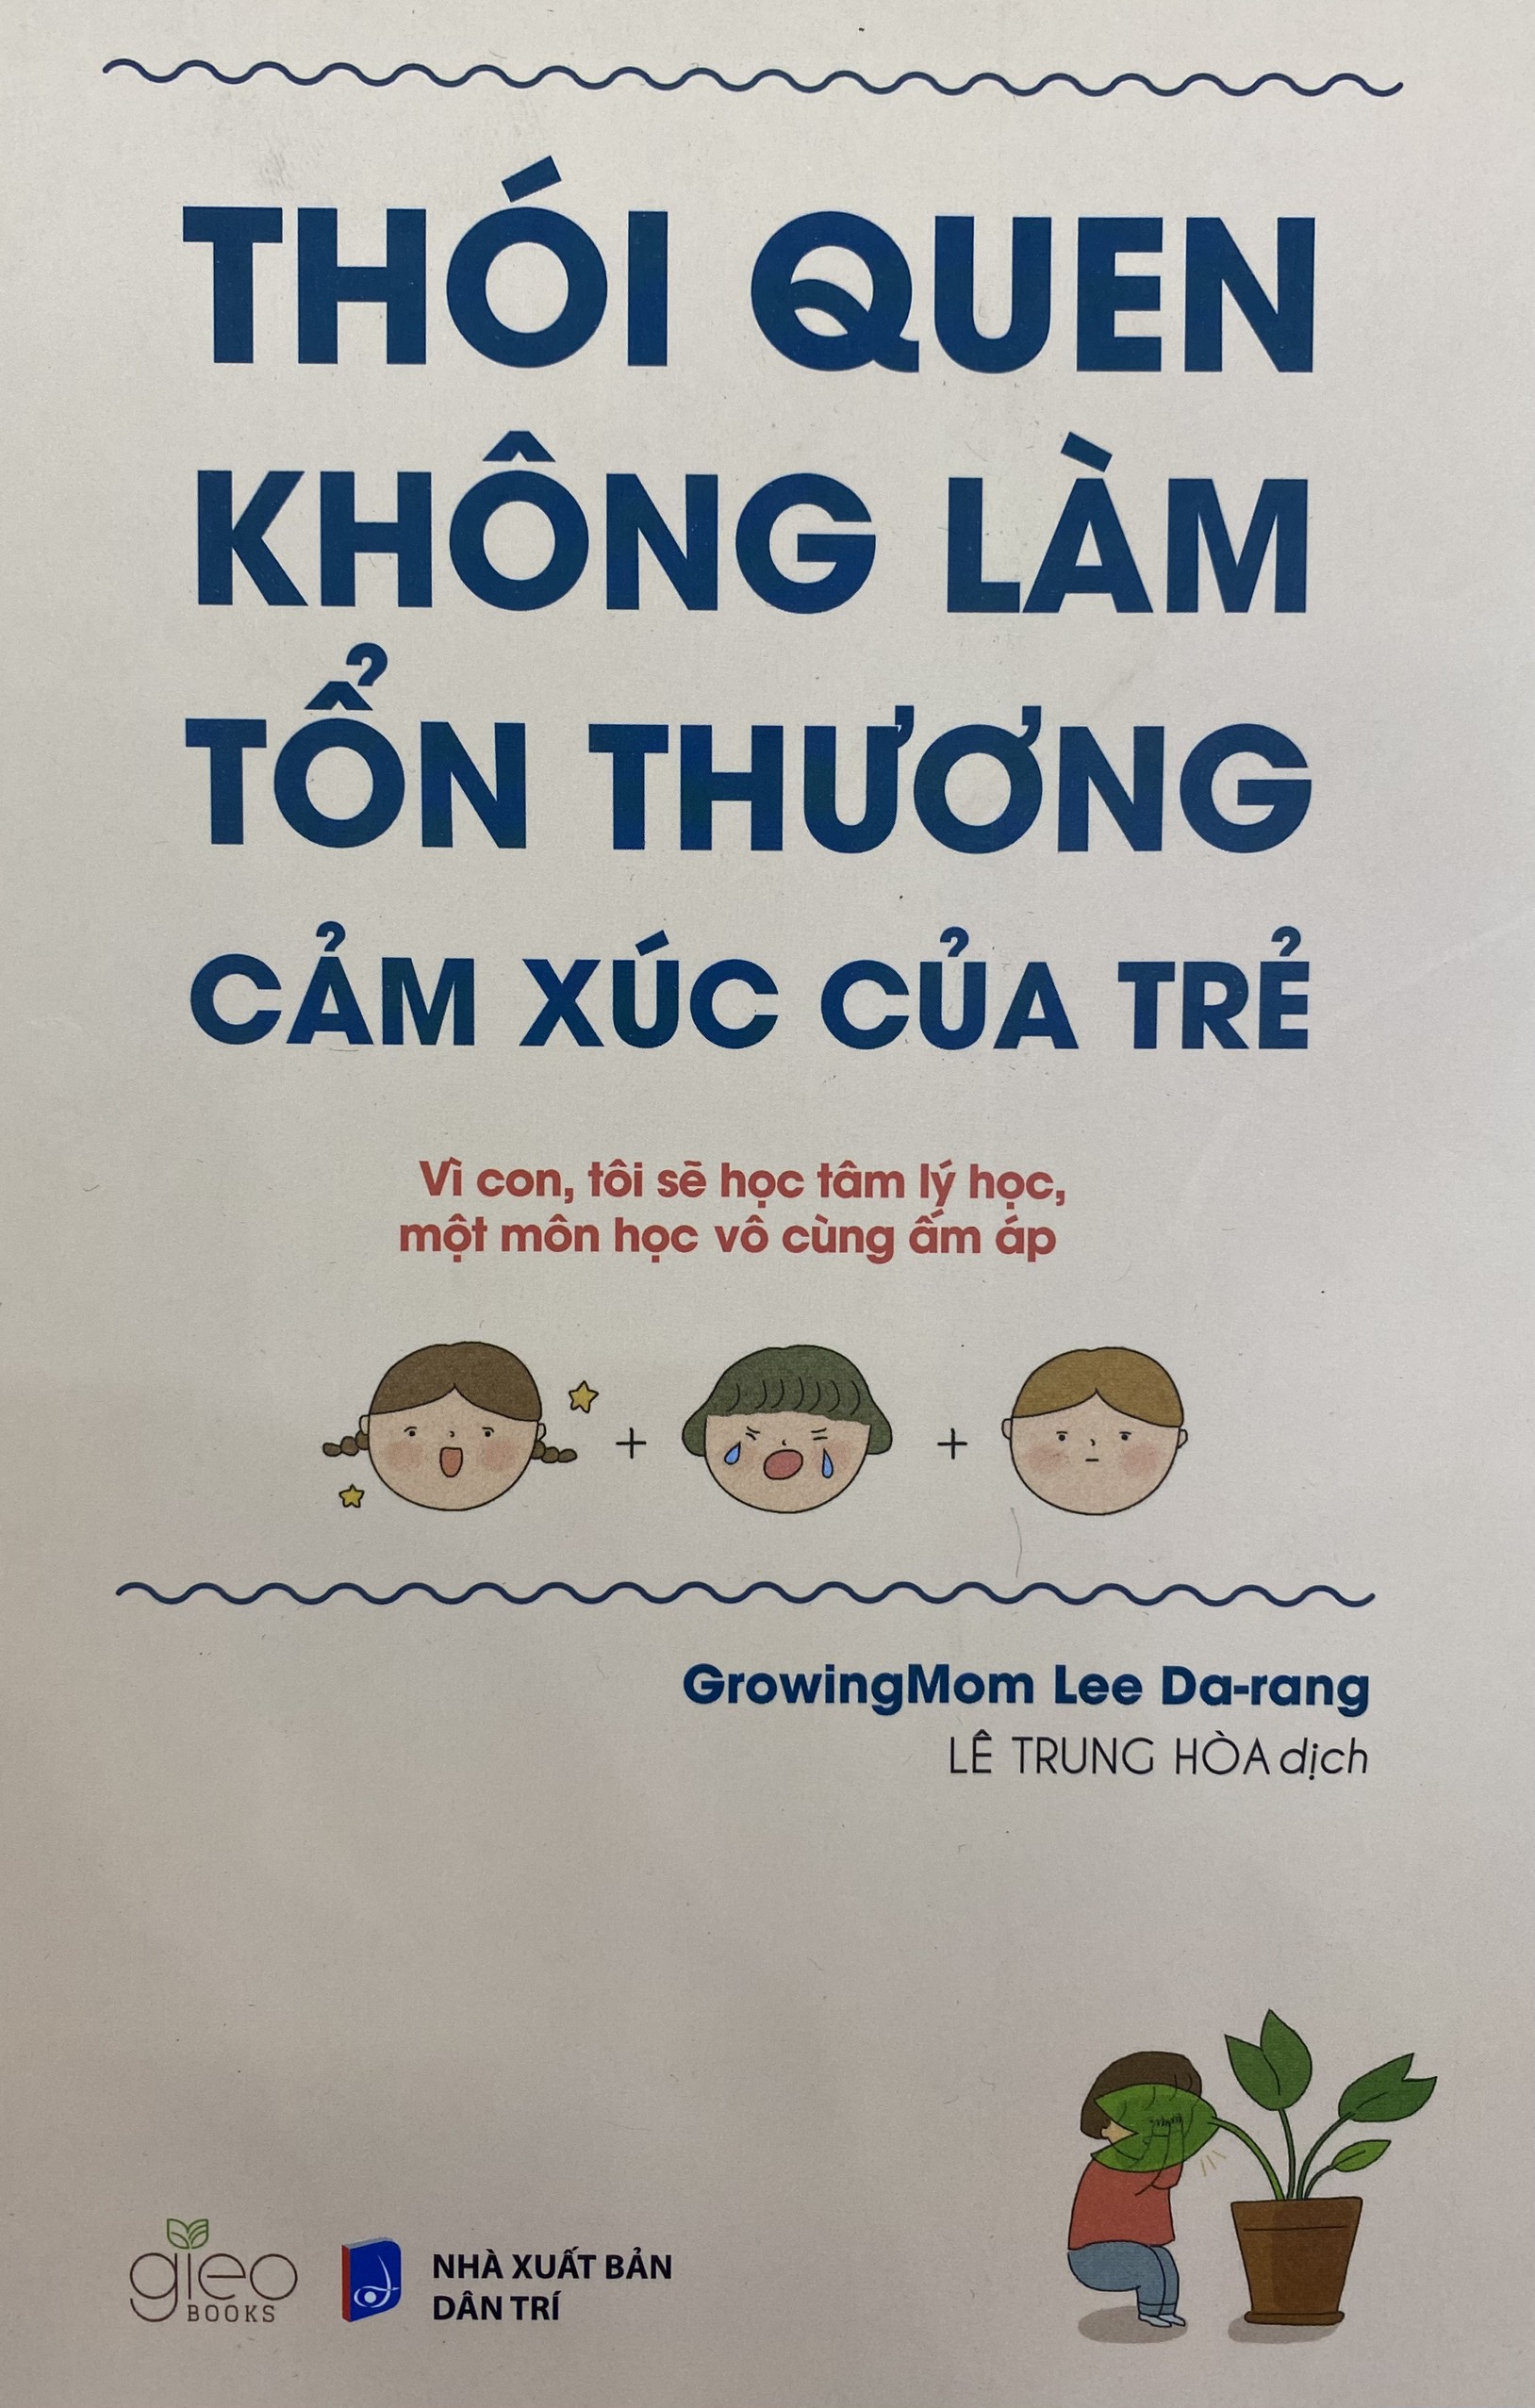 THÓI QUEN
KHÔNG LÀM
TỔN THƯƠNG
CẢM XÚC CỦA TRẺ
Vì con, tôi sẽ học tâm lý học,
một môn học vô cùng ấm áp
+ +
GrowingMom Lee Da-rang
LÊ TRUNG HÒA dịch
gieo
BOOKS
NHÀ XUẤT BẢN
DÂN TRÍ